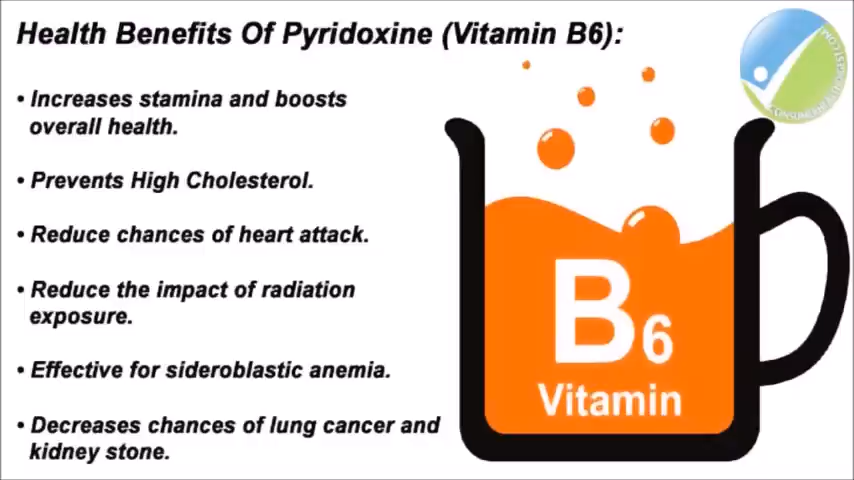 Health Benefits Of Pyridoxine (Vitamin B6):
• Increases stamina and boosts
overall health.
• Prevents High Cholesterol.
• Reduce chances of heart attack.
• Reduce the impact of radiation
exposure.
• Effective for sideroblastic anemia.
• Decreases chances of lung cancer and
kidney stone.
B6
Vitamin
CONSUMERHEALTHDIGEST.COM